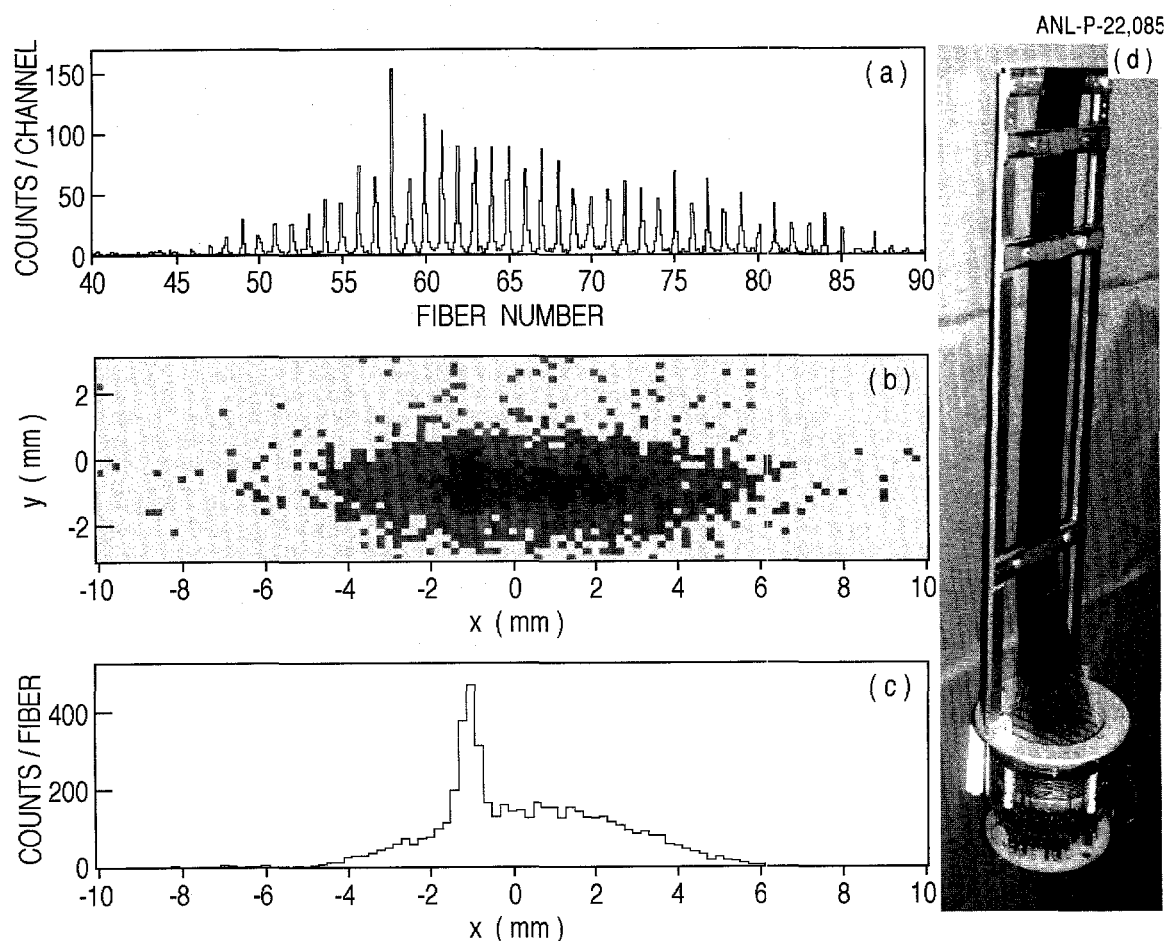 ANL-P-22,085
(a)
COUNTS / CHANNEL
150
100
50
0
40 45 50 55 60 65 70 75 80 85 90
FIBER NUMBER
(b)
y (mm)
2
0
-2
-10 -8 -6 -4 -2 0 2 4 6 8 10
x (mm)
(c)
COUNTS / FIBER
400
200
0
-10 -8 -6 -4 -2 0 2 4 6 8 10
x (mm)
(d)